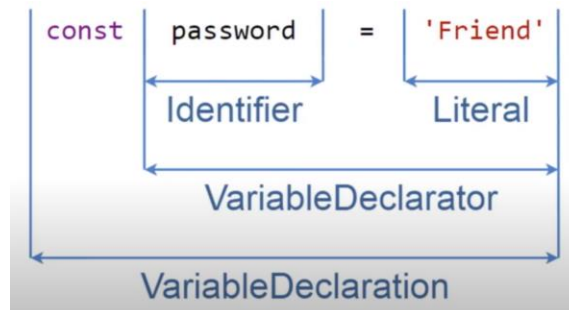 const password = 'Friend'
Identifier Literal
VariableDeclarator
VariableDeclaration